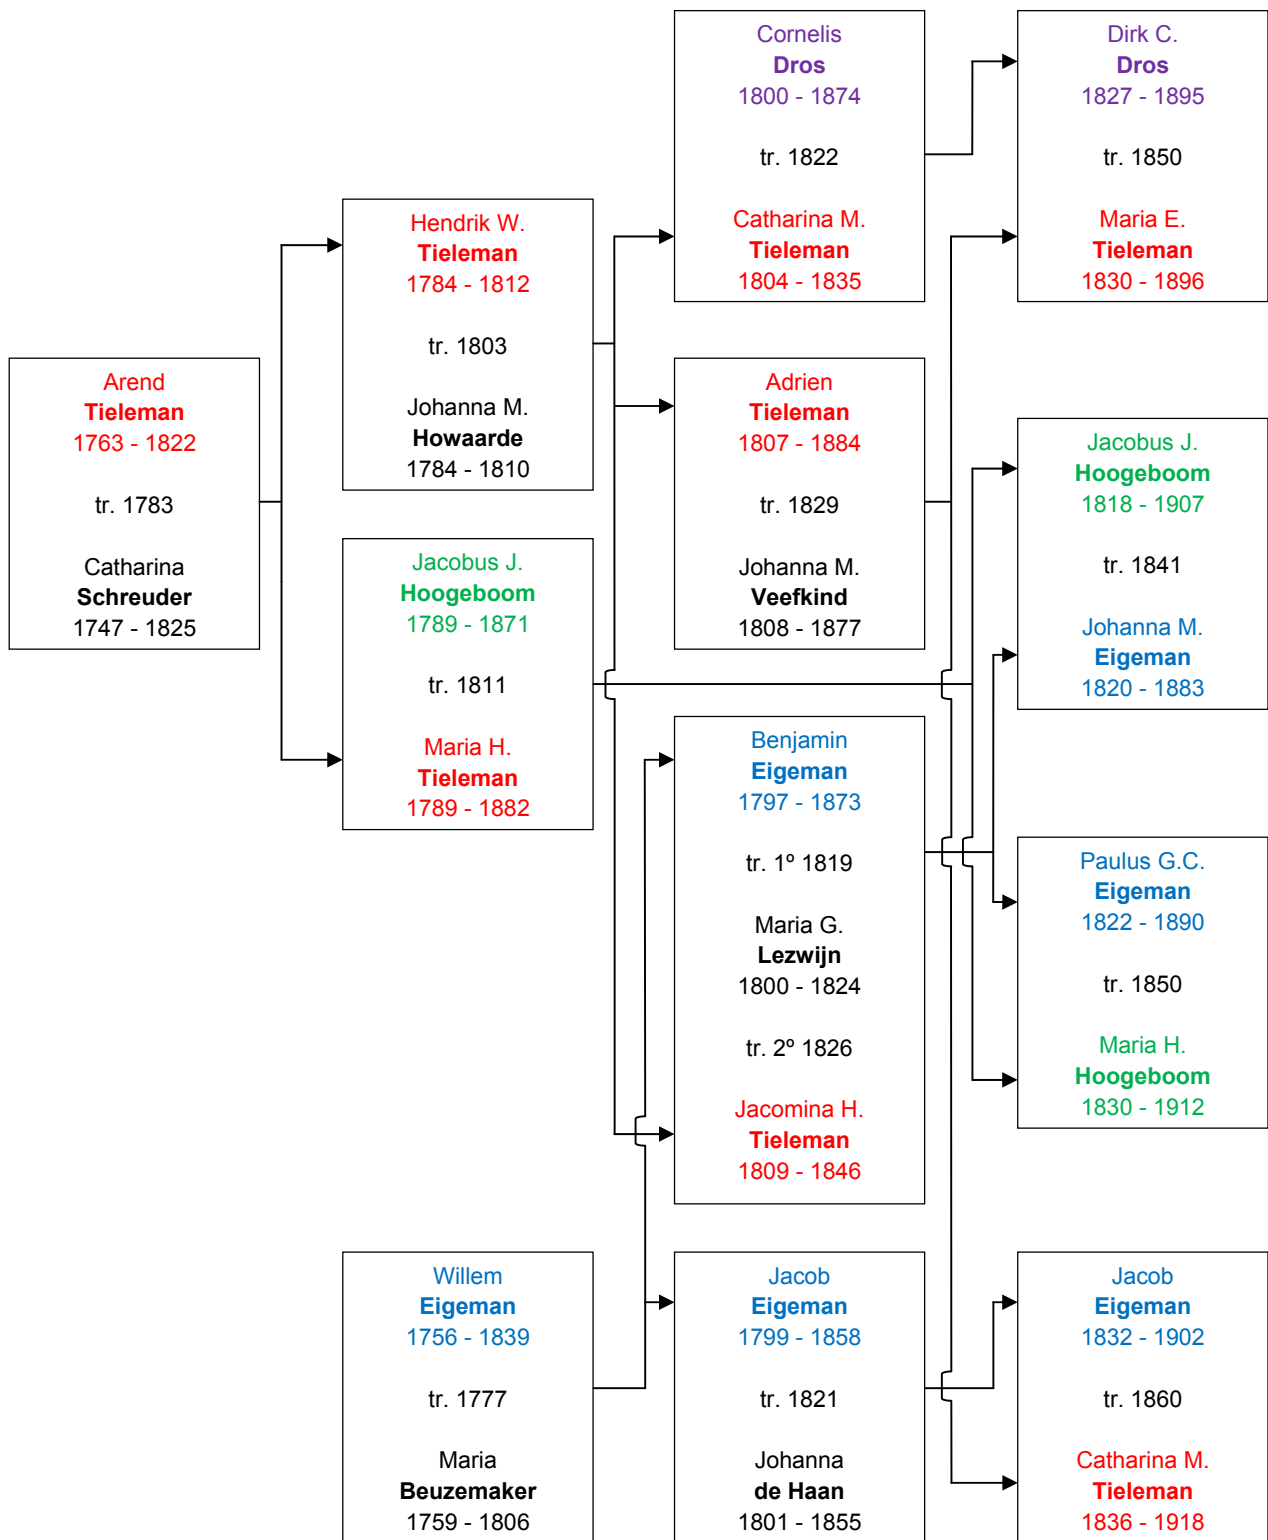 Arend
Tieleman
1763 - 1822
tr. 1783
Catharina
Schreuder
1747 - 1825
Hendrik W.
Tieleman
1784 - 1812
tr. 1803
Johanna M.
Howaarde
1784 - 1810
Jacobus J.
Hoogeboom
1789 - 1871
tr. 1811
Maria H.
Tieleman
1789 - 1882
Willem
Eigeman
1756 - 1839
tr. 1777
Maria
Beuzemaker
1759 - 1806
Cornelis
Dros
1800 - 1874
tr. 1822
Catharina M.
Tieleman
1804 - 1835
Adrien
Tieleman
1807 - 1884
tr. 1829
Johanna M.
Veefkind
1808 - 1877
Benjamin
Eigeman
1797 - 1873
tr. 1º 1819
Maria G.
Lezwijn
1800 - 1824
tr. 2º 1826
Jacomina H.
Tieleman
1809 - 1846
Jacob
Eigeman
1799 - 1858
tr. 1821
Johanna
de Haan
1801 - 1855
Dirk C.
Dros
1827 - 1895
tr. 1850
Maria E.
Tieleman
1830 - 1896
Jacobus J.
Hoogeboom
1818 - 1907
tr. 1841
Johanna M.
Eigeman
1820 - 1883
Paulus G.C.
Eigeman
1822 - 1890
tr. 1850
Maria H.
Hoogeboom
1830 - 1912
Jacob
Eigeman
1832 - 1902
tr. 1860
Catharina M.
Tieleman
1836 - 1918